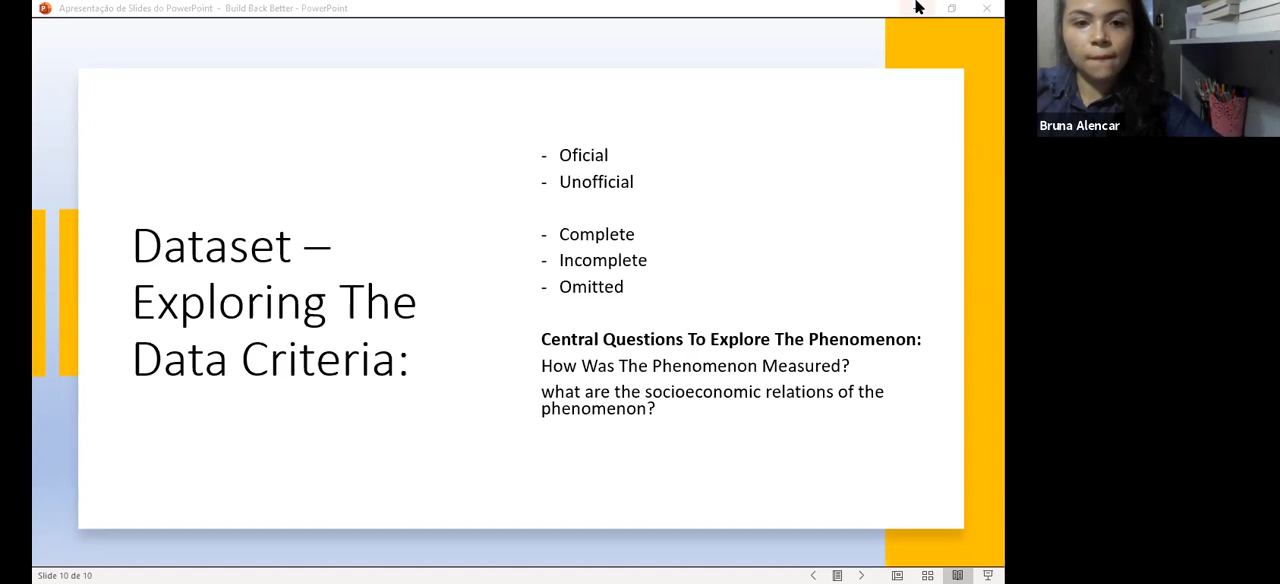 Apresentação de Slides do PowerPoint - Build Back Better - PowerPoint
Bruna Alencar
Dataset –
Exploring The
Data Criteria:
- Oficial
- Unofficial
- Complete
- Incomplete
- Omitted
Central Questions To Explore The Phenomenon:
How Was The Phenomenon Measured?
what are the socioeconomic relations of the
phenomenon?
Slide 10 de 10